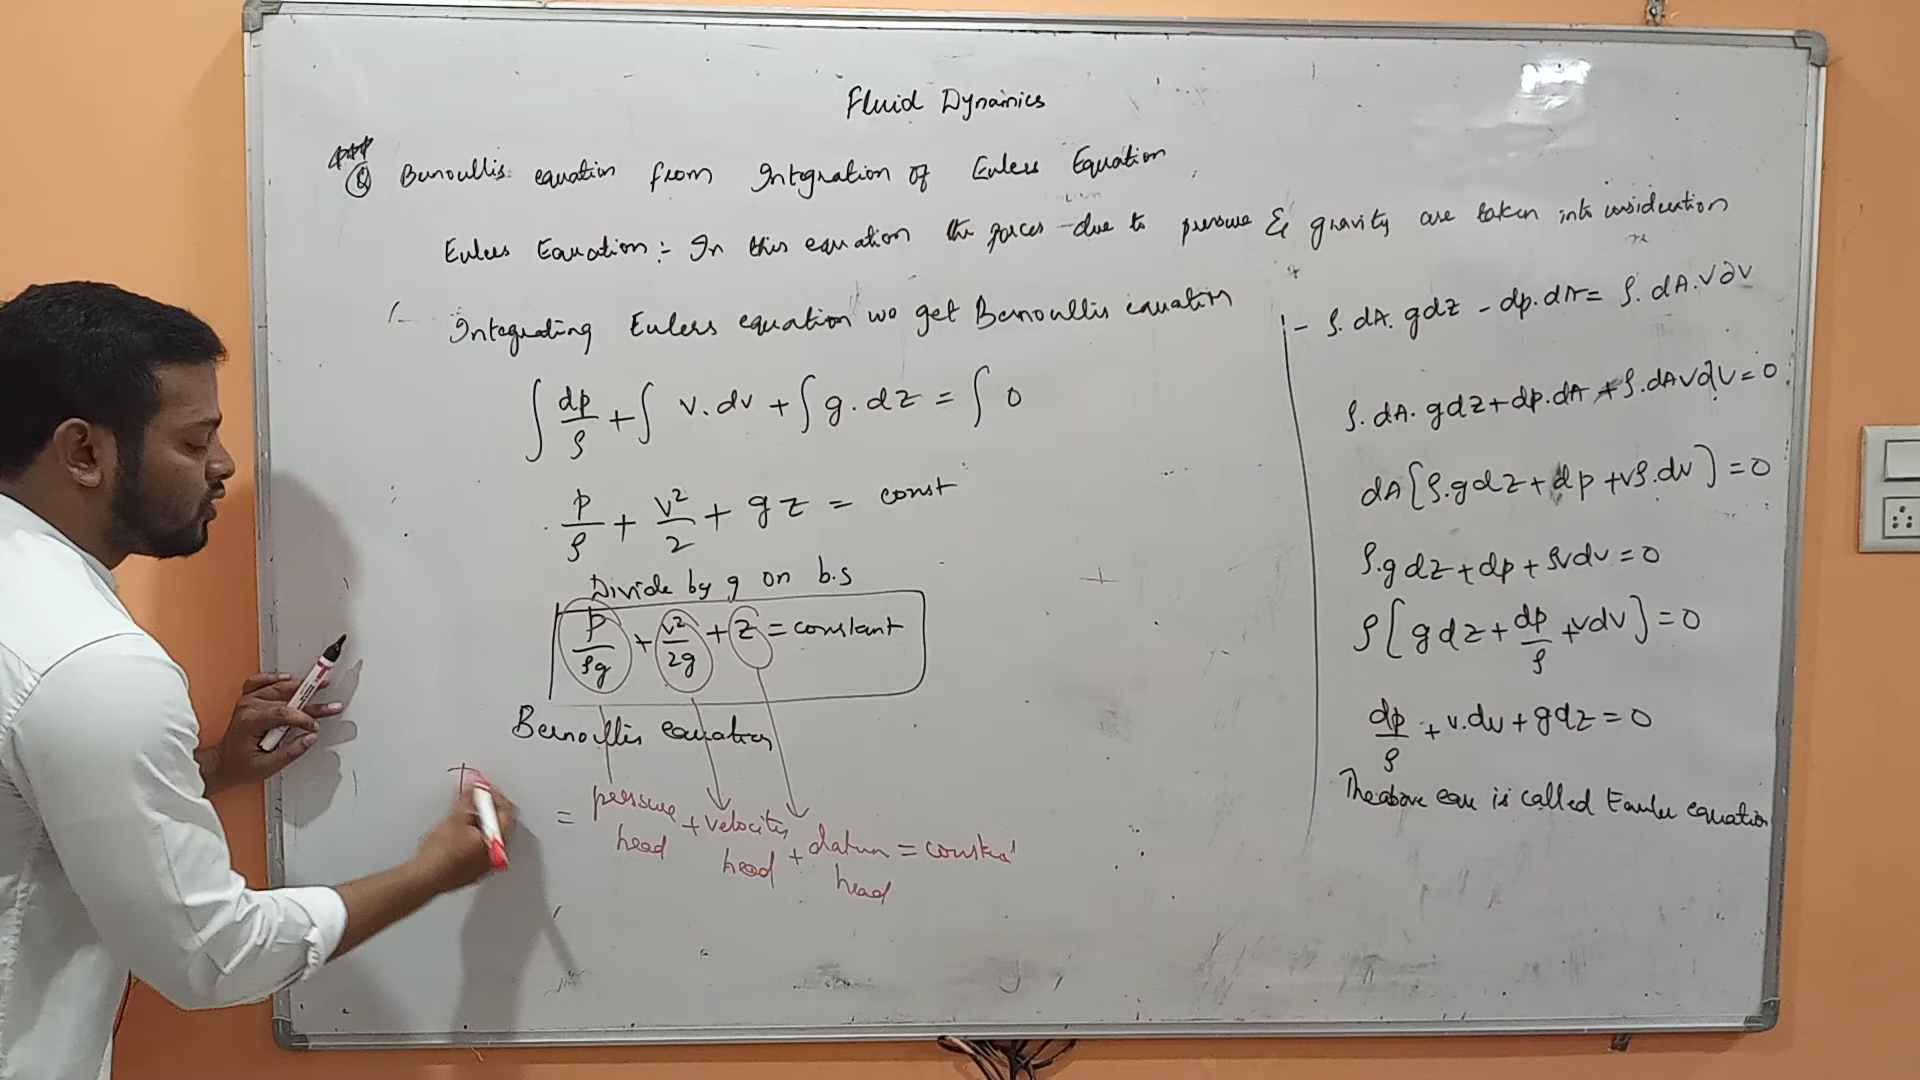 Fluid Dynamics
Q Bernoullis equation from Integration of Eulers Equation
Eulers Equation :- In this equation the forces due to pressure & gravity are taken into consideration
Integrating Eulers equation we get Bernoullis equation
∫ dp/ρ + ∫ v.dv + ∫ g.dz = ∫ 0
p/ρ + v²/2 + gz = const
Divide by g on b.s
p/ρg + v²/2g + z = constant
Bernoullis equation
= pressure head + velocity head + datum head =
- ρ.dA.gdz - dp.dA = ρ.dA.V∂V
ρ.dA.gdz + dp.dA + ρ.dAVdV = 0
dA[ρ.gdz + dp + vρ.dv] = 0
ρ.gdz + dp + ρvdv = 0
ρ[gdz + dp/ρ + vdv] = 0
dp/ρ + v.dv + gdz = 0
The above equ is called equation